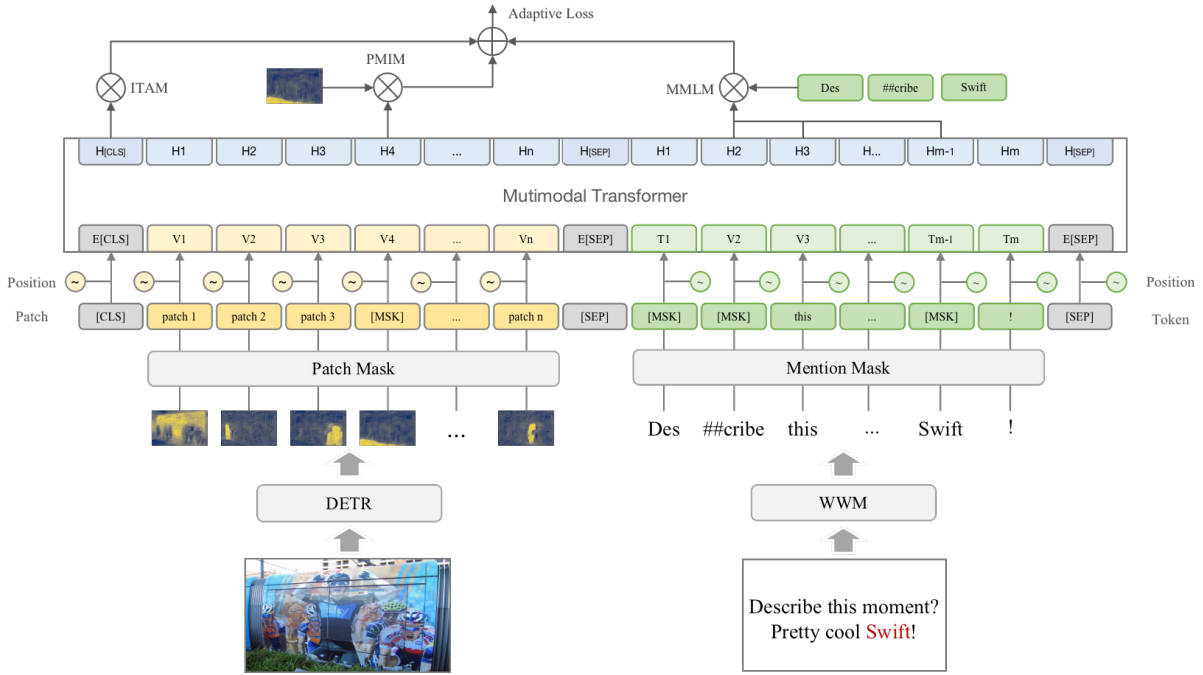 Adaptive Loss
PMIM
ITAM
MMLM
Des ##cribe Swift
H[CLS] H1 H2 H3 H4 ... Hn H[SEP] H1 H2 H3 H... Hm-1 Hm H[SEP]
Mutimodal Transformer
E[CLS] V1 V2 V3 V4 ... Vn E[SEP] T1 V2 V3 ... Tm-1 Tm E[SEP]
Position ~ ~ ~ ~ ~ ~ ~ ~ ~ ~ ~ ~ ~ ~ Position
Patch [CLS] patch 1 patch 2 patch 3 [MSK] ... patch n [SEP] [MSK] [MSK] this ... [MSK] ! [SEP] Token
Patch Mask Mention Mask
... Des ##cribe this ... Swift !
DETR WWM
Describe this moment?
Pretty cool Swift!